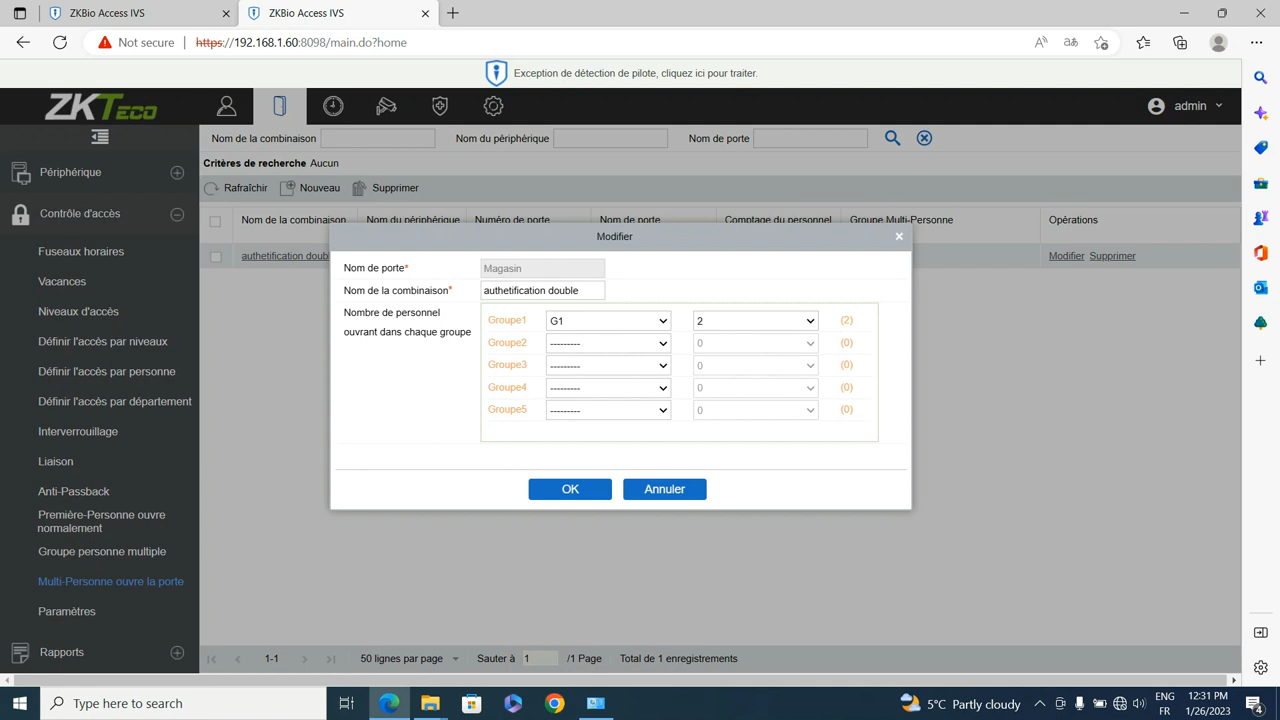 ZKBio Access IVS
ZKBio Access IVS
Not secure
https://192.168.1.60:8098/main.do?home
Exception de détection de pilote, cliquez ici pour traiter.
ZKTeco
admin
Nom de la combinaison
Nom du périphérique
Nom de porte
Critères de recherche Aucun
Rafraîchir Nouveau Supprimer
Nom de la combinaison Nom du périphérique Numéro de porte Nom de porte Comptage du personnel Groupe Multi-Personne Opérations
authetification doub
Modifier Supprimer
Périphérique
Contrôle d'accès
Fuseaux horaires
Vacances
Niveaux d'accès
Définir l'accès par niveaux
Définir l'accès par personne
Définir l'accès par département
Interverrouillage
Liaison
Anti-Passback
Première-Personne ouvre
normalement
Groupe personne multiple
Multi-Personne ouvre la porte
Paramètres
Rapports
Modifier
Nom de porte* Magasin
Nom de la combinaison* authetification double
Nombre de personnel
ouvrant dans chaque groupe
Groupe1 G1 2 (2)
Groupe2 --------- 0 (0)
Groupe3 --------- 0 (0)
Groupe4 --------- 0 (0)
Groupe5 --------- 0 (0)
OK Annuler
1-1 50 lignes par page Sauter à 1 /1 Page Total de 1 enregistrements
Type here to search
5°C Partly cloudy
ENG
FR
12:31 PM
1/26/2023
4